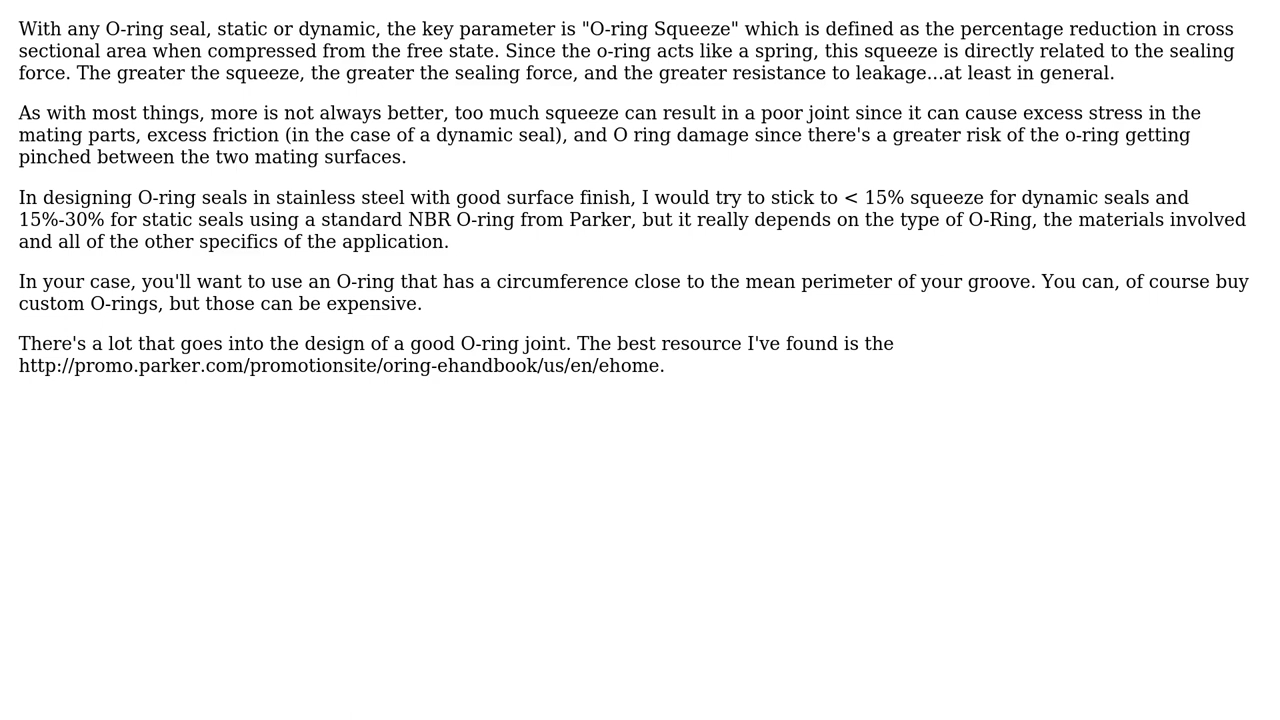 With any O-ring seal, static or dynamic, the key parameter is "O-ring Squeeze" which is defined as the percentage reduction in cross
sectional area when compressed from the free state. Since the o-ring acts like a spring, this squeeze is directly related to the sealing
force. The greater the squeeze, the greater the sealing force, and the greater resistance to leakage...at least in general.
As with most things, more is not always better, too much squeeze can result in a poor joint since it can cause excess stress in the
mating parts, excess friction (in the case of a dynamic seal), and O ring damage since there's a greater risk of the o-ring getting
pinched between the two mating surfaces.
In designing O-ring seals in stainless steel with good surface finish, I would try to stick to < 15% squeeze for dynamic seals and
15%-30% for static seals using a standard NBR O-ring from Parker, but it really depends on the type of O-Ring, the materials involved
and all of the other specifics of the application.
In your case, you'll want to use an O-ring that has a circumference close to the mean perimeter of your groove. You can, of course buy
custom O-rings, but those can be expensive.
There's a lot that goes into the design of a good O-ring joint. The best resource I've found is the
http://promo.parker.com/promotionsite/oring-ehandbook/us/en/ehome.